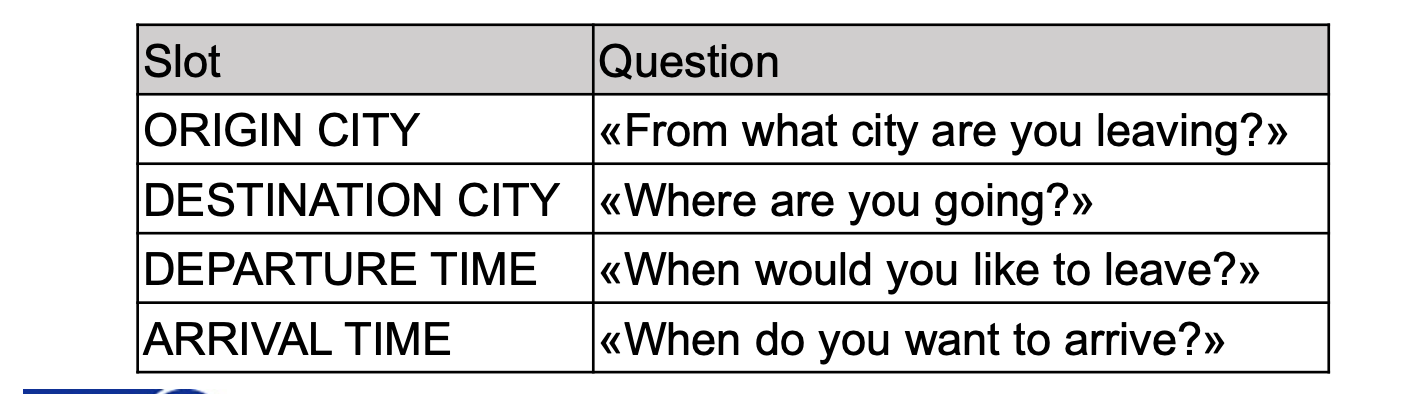 Slot Question
ORIGIN CITY «From what city are you leaving?»
DESTINATION CITY «Where are you going?»
DEPARTURE TIME «When would you like to leave?»
ARRIVAL TIME «When do you want to arrive?»